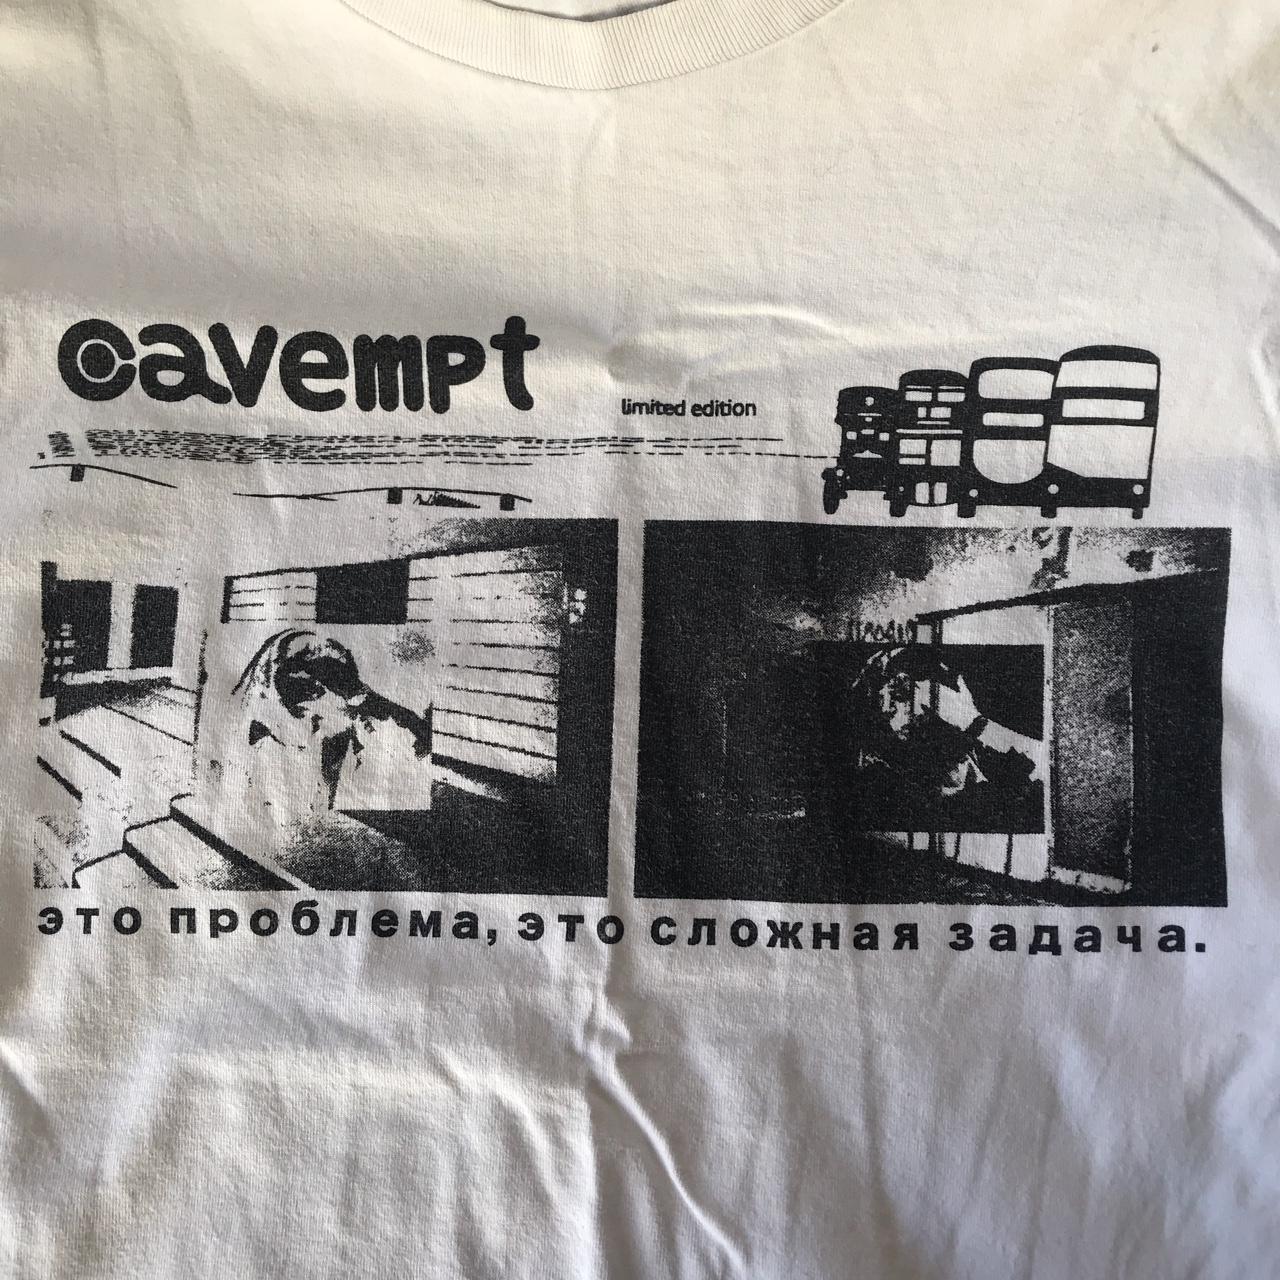 cavempt
limited edition
это проблема, это сложная задача.